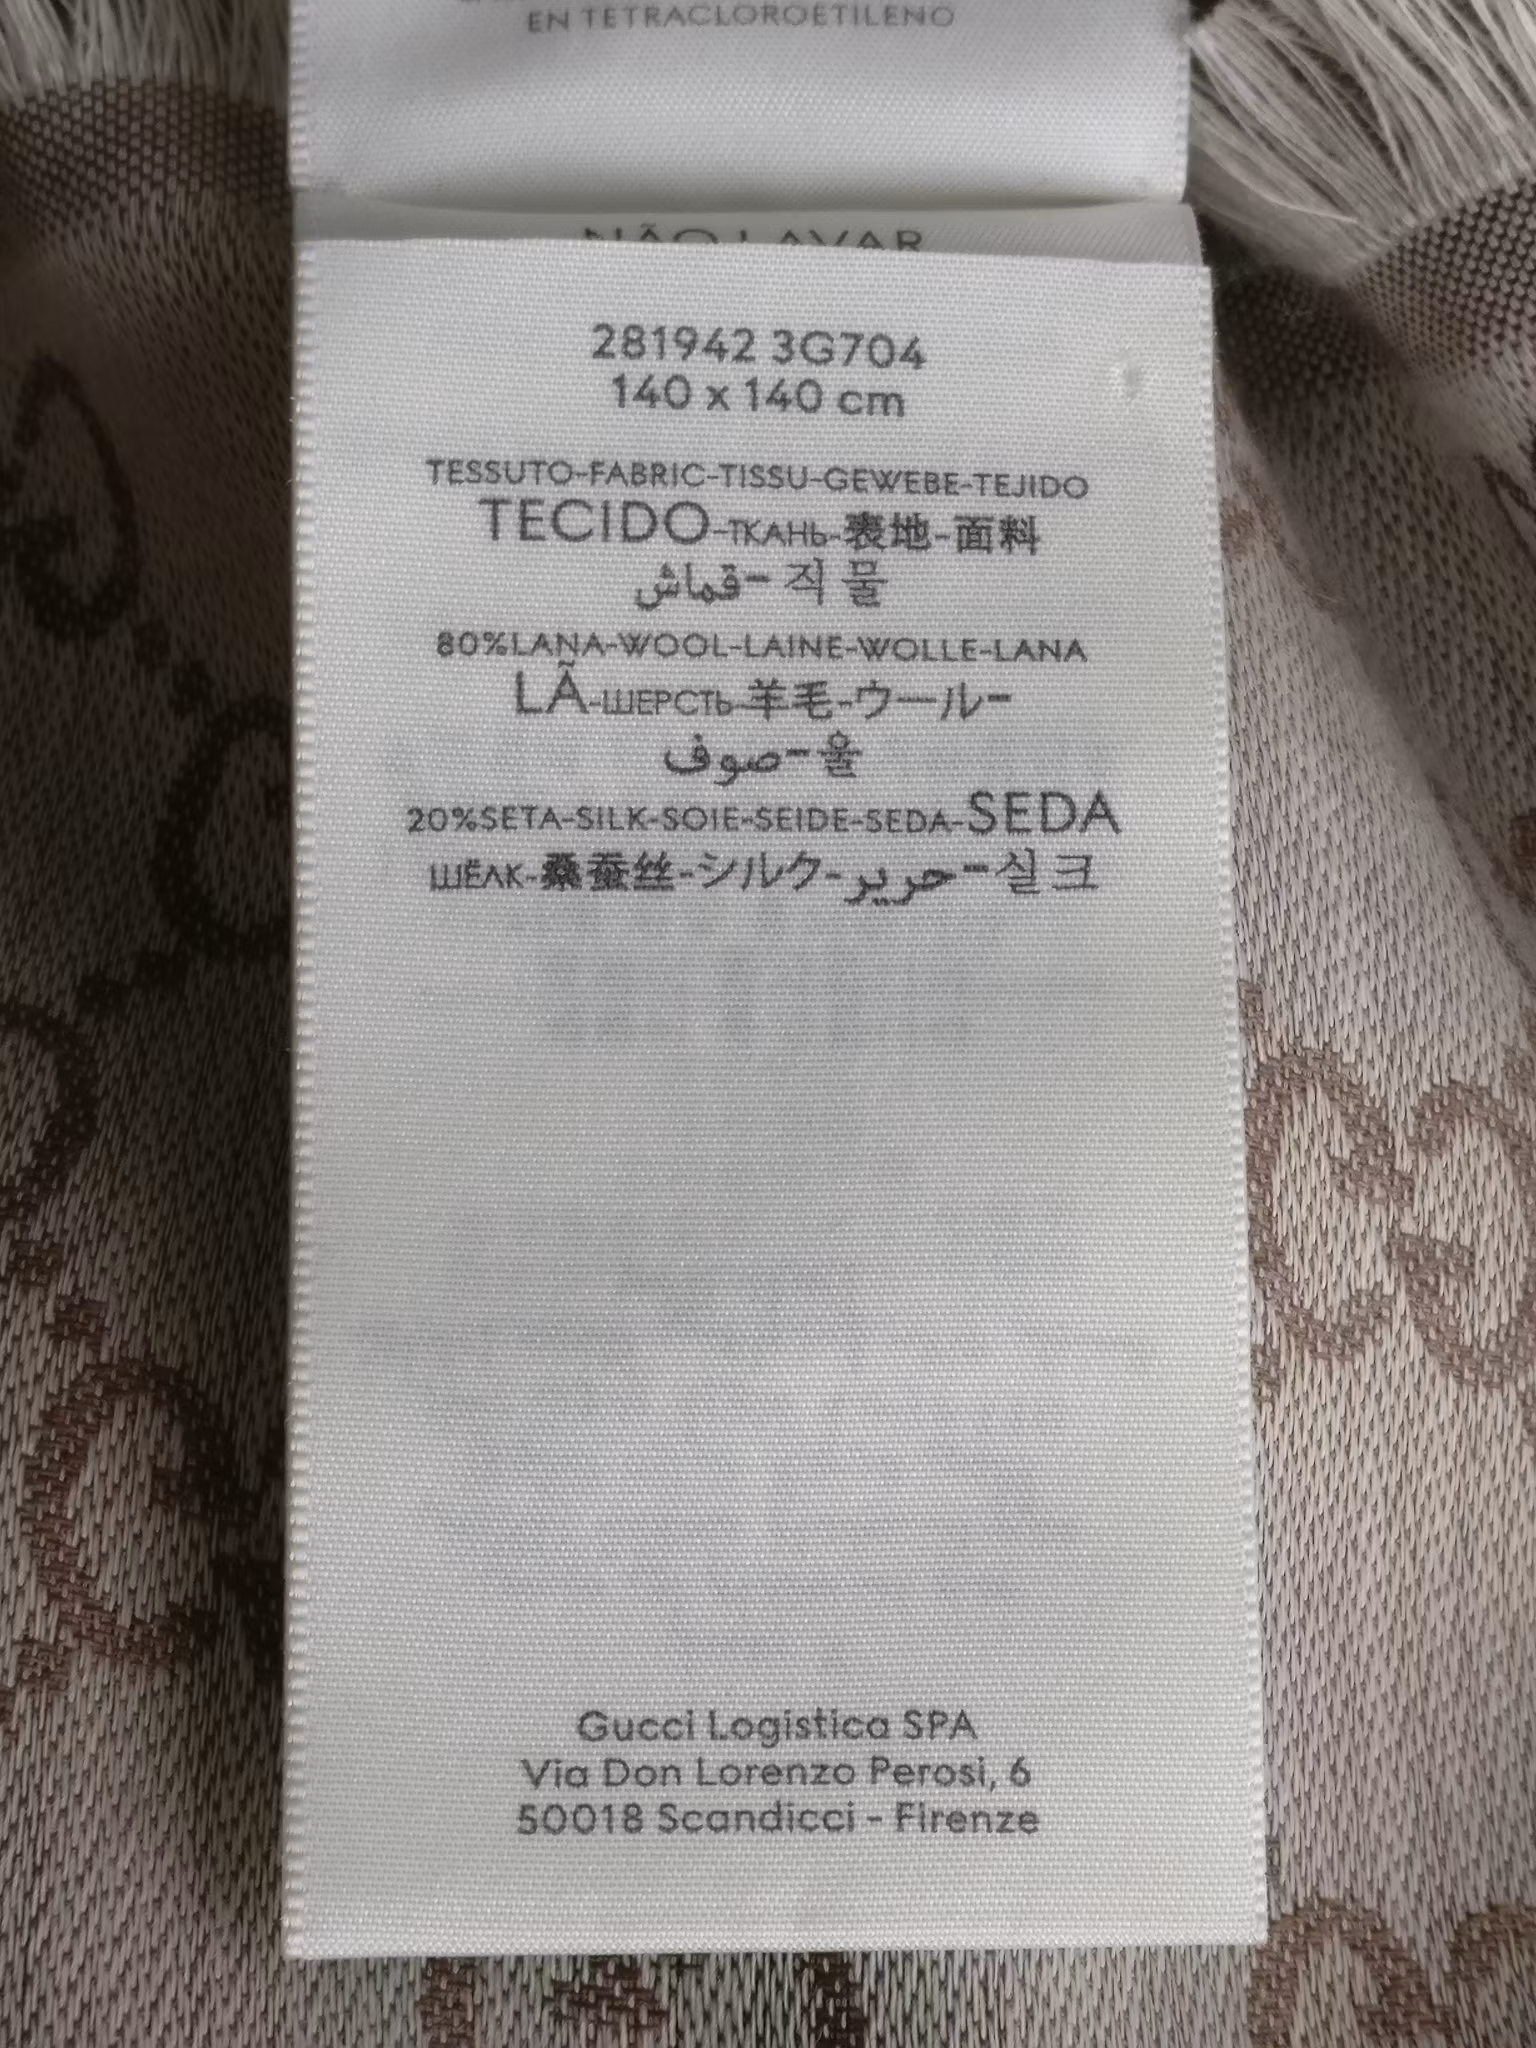 EN TETRACLOROETILENO
NÃO LAVAR
281942 3G704
140 x 140 cm
TESSUTO-FABRIC-TISSU-GEWEBE-TEJIDO
TECIDO-ТКАНЬ-表地-面料
قماش-직물
80%LANA-WOOL-LAINE-WOLLE-LANA
LÃ-ШЕРСТЬ-羊毛-ウール-
صوف-울
20%SETA-SILK-SOIE-SEIDE-SEDA-SEDA
ШЁЛК-桑蚕丝-シルク-حرير-실크
Gucci Logistica SPA
Via Don Lorenzo Perosi, 6
50018 Scandicci - Firenze